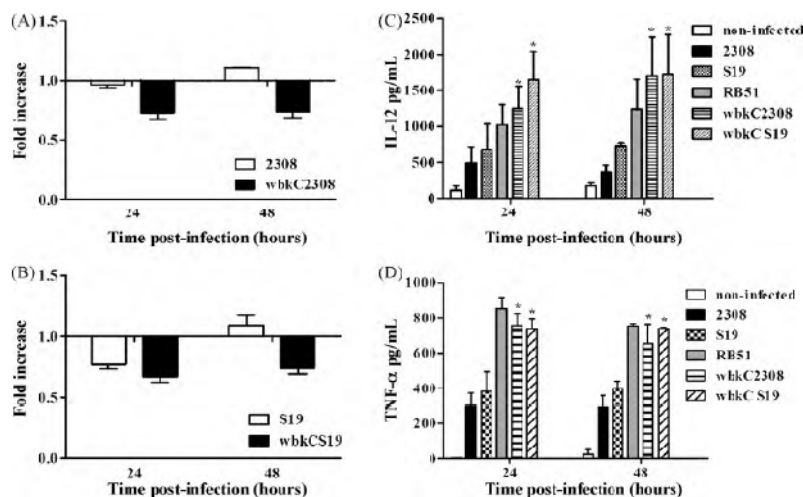 (A)
1.5
1.0
0.5
Fold increase
2308
wbkC2308
24
48
Time post-infection (hours)
(B)
1.5
1.0
0.5
Fold increase
S19
wbkCS19
24
48
Time post-infection (hours)
(C)
2500
2000
1500
1000
500
0
IL-12 pg/mL
* * * *
non-infected
2308
S19
RB51
wbkC2308
wbkC S19
24
48
Time post-infection (hours)
(D)
1000
800
600
400
200
0
TNF-α pg/mL
* * * *
non-infected
2308
S19
RB51
wbkC2308
wbkC S19
24
48
Time post-infection (hours)